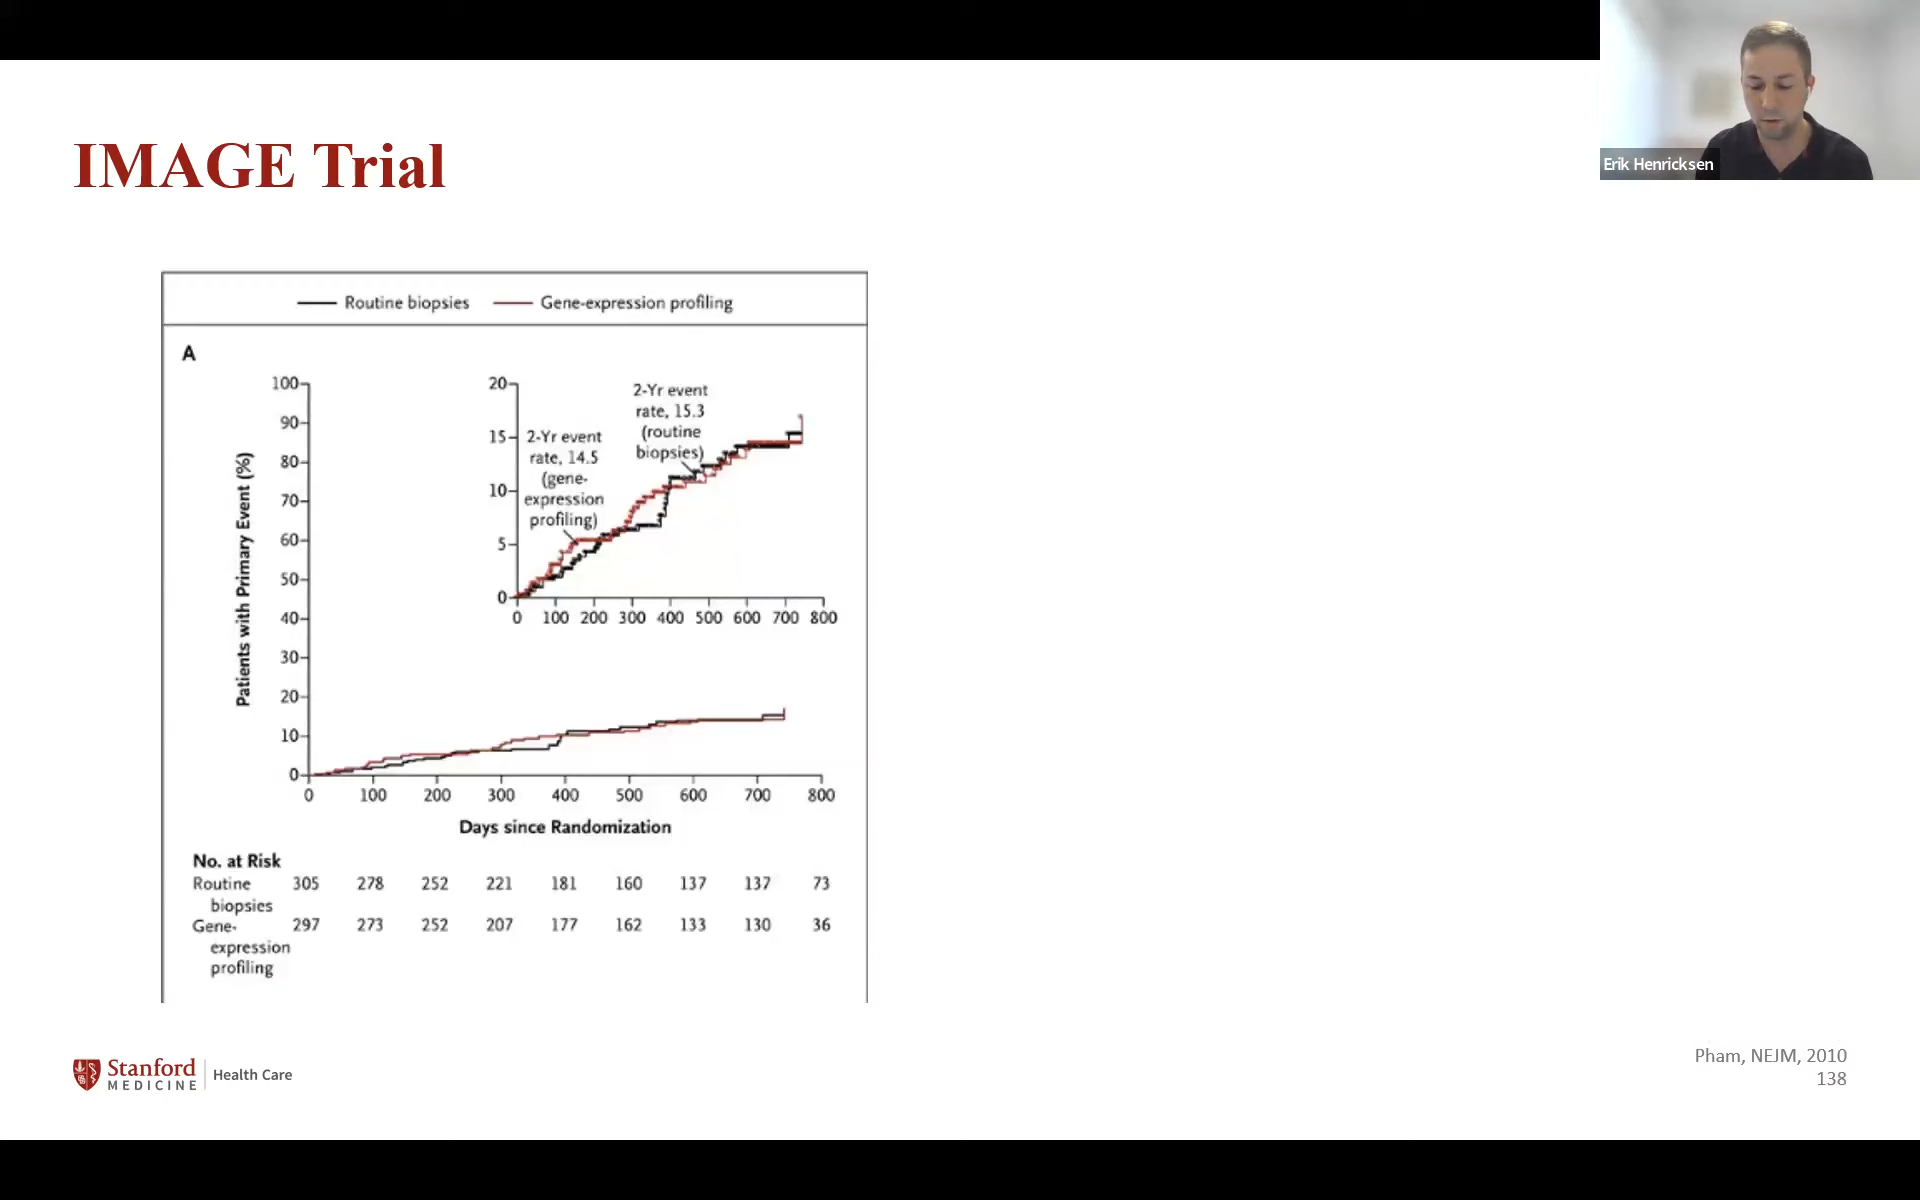 Erik Henricksen
IMAGE Trial
Routine biopsies
Gene-expression profiling
A
Patients with Primary Event (%)
100
90
80
70
60
50
40
30
20
10
0
0 100 200 300 400 500 600 700 800
Days since Randomization
20
15
10
5
0
0 100 200 300 400 500 600 700 800
2-Yr event
rate, 14.5
(gene-
expression
profiling)
2-Yr event
rate, 15.3
(routine
biopsies)
No. at Risk
Routine 305 278 252 221 181 160 137 137 73
biopsies
Gene- 297 273 252 207 177 162 133 130 36
expression
profiling
Stanford
MEDICINE
Health Care
Pham, NEJM, 2010
138